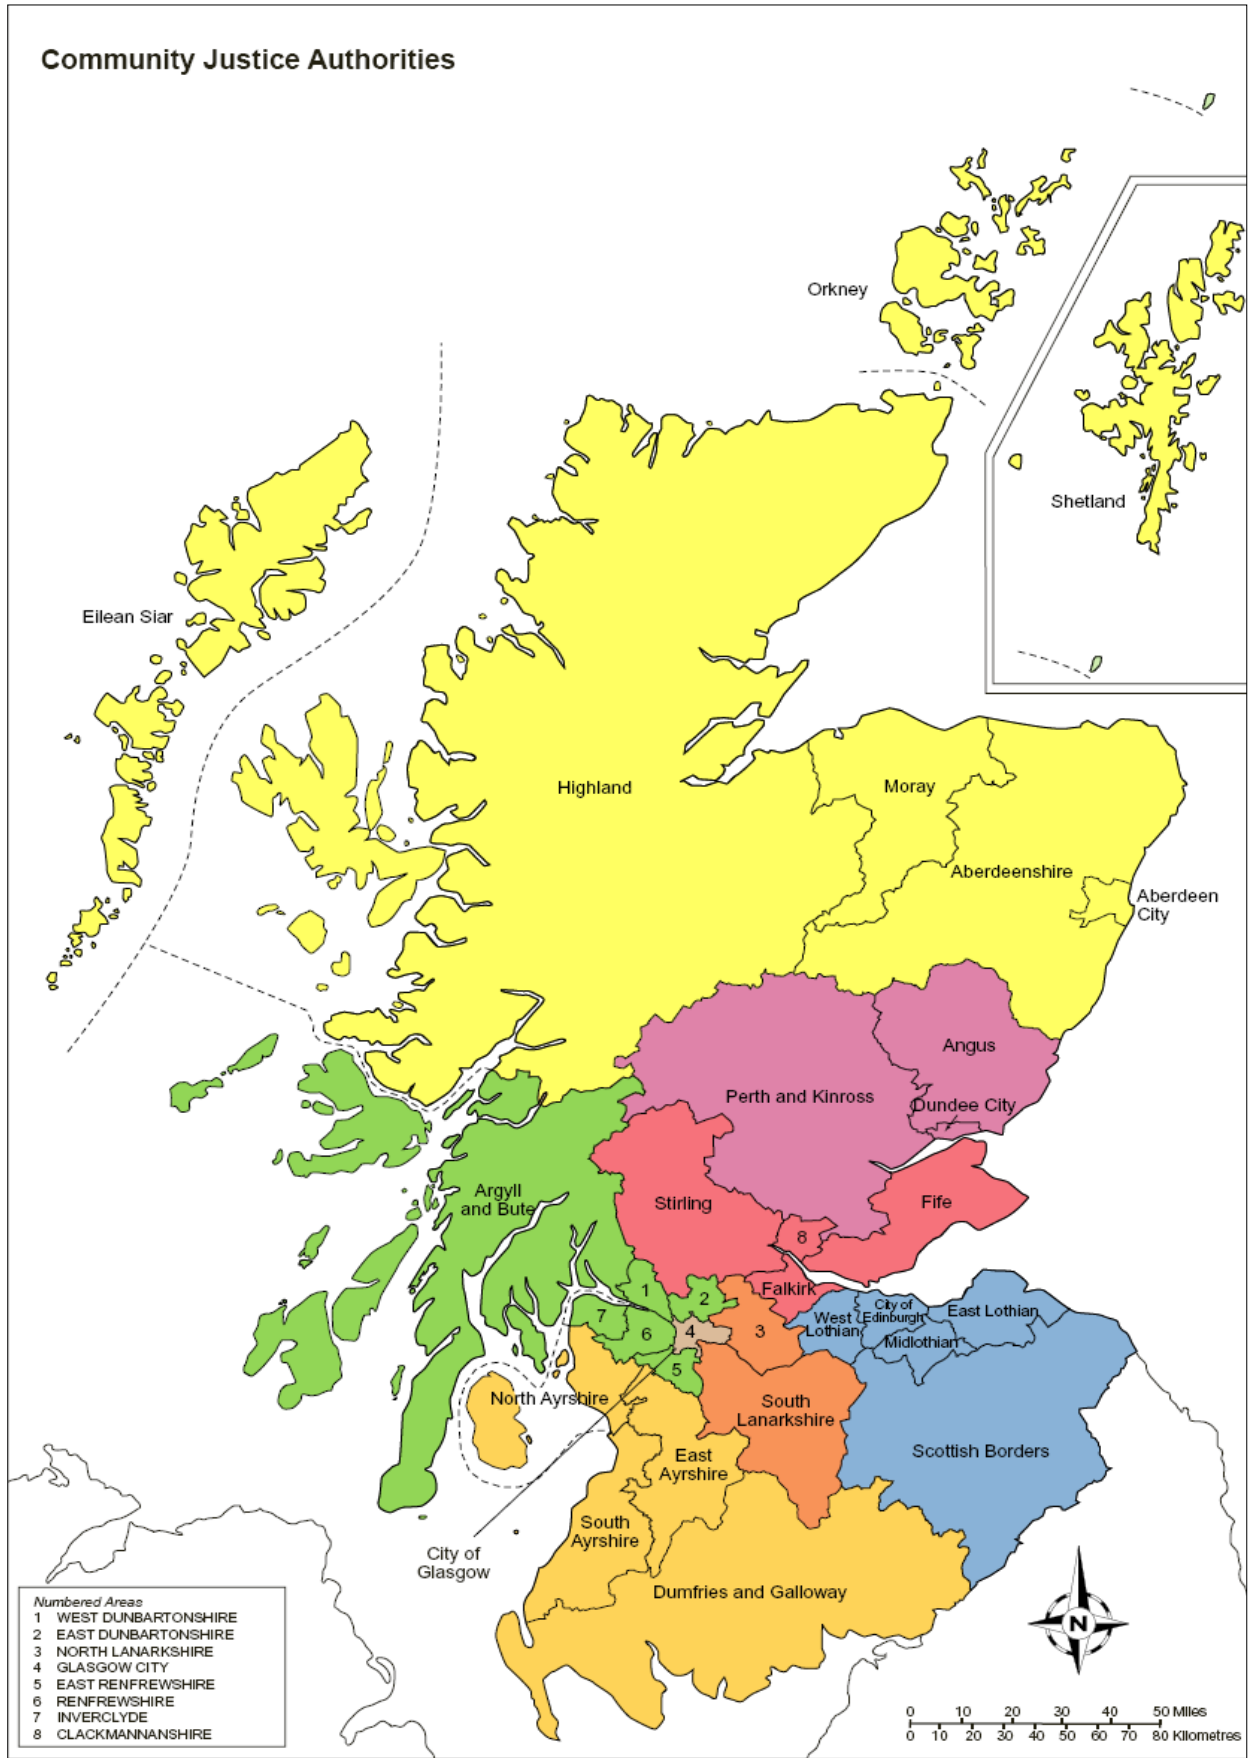 Community Justice Authorities
Orkney
Shetland
Eilean Siar
Highland
Moray
Aberdeenshire
Aberdeen
City
Angus
Perth and Kinross
Dundee City
Argyll
and Bute
Stirling
Fife
8
Falkirk
1
2
7
6
4
3
5
West
Lothian
City of
Edinburgh
East Lothian
Midlothian
North Ayrshire
South
Lanarkshire
Scottish Borders
East
Ayrshire
South
Ayrshire
City of
Glasgow
Dumfries and Galloway
N
Numbered Areas
1 WEST DUNBARTONSHIRE
2 EAST DUNBARTONSHIRE
3 NORTH LANARKSHIRE
4 GLASGOW CITY
5 EAST RENFREWSHIRE
6 RENFREWSHIRE
7 INVERCLYDE
8 CLACKMANNANSHIRE
0 10 20 30 40 50 Miles
0 10 20 30 40 50 60 70 80 Kilometres